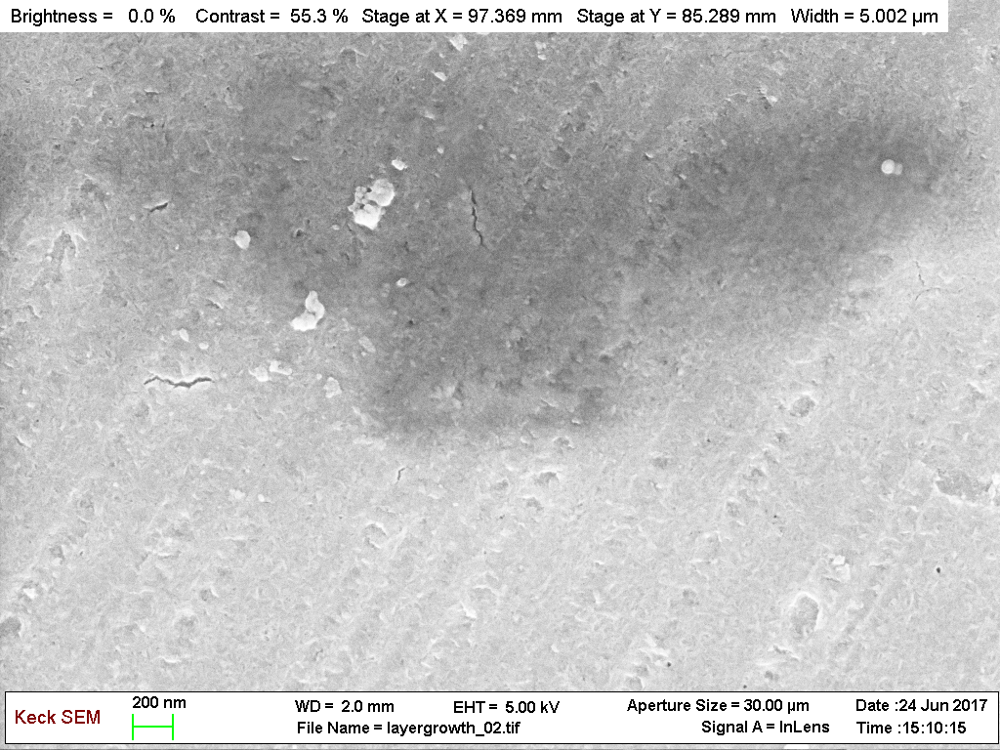 Brightness = 0.0 % Contrast = 55.3 % Stage at X = 97.369 mm Stage at Y = 85.289 mm Width = 5.002 µm
Keck SEM
200 nm
WD = 2.0 mm EHT = 5.00 kV Aperture Size = 30.00 µm Date :24 Jun 2017
File Name = layergrowth_02.tif Signal A = InLens Time :15:10:15